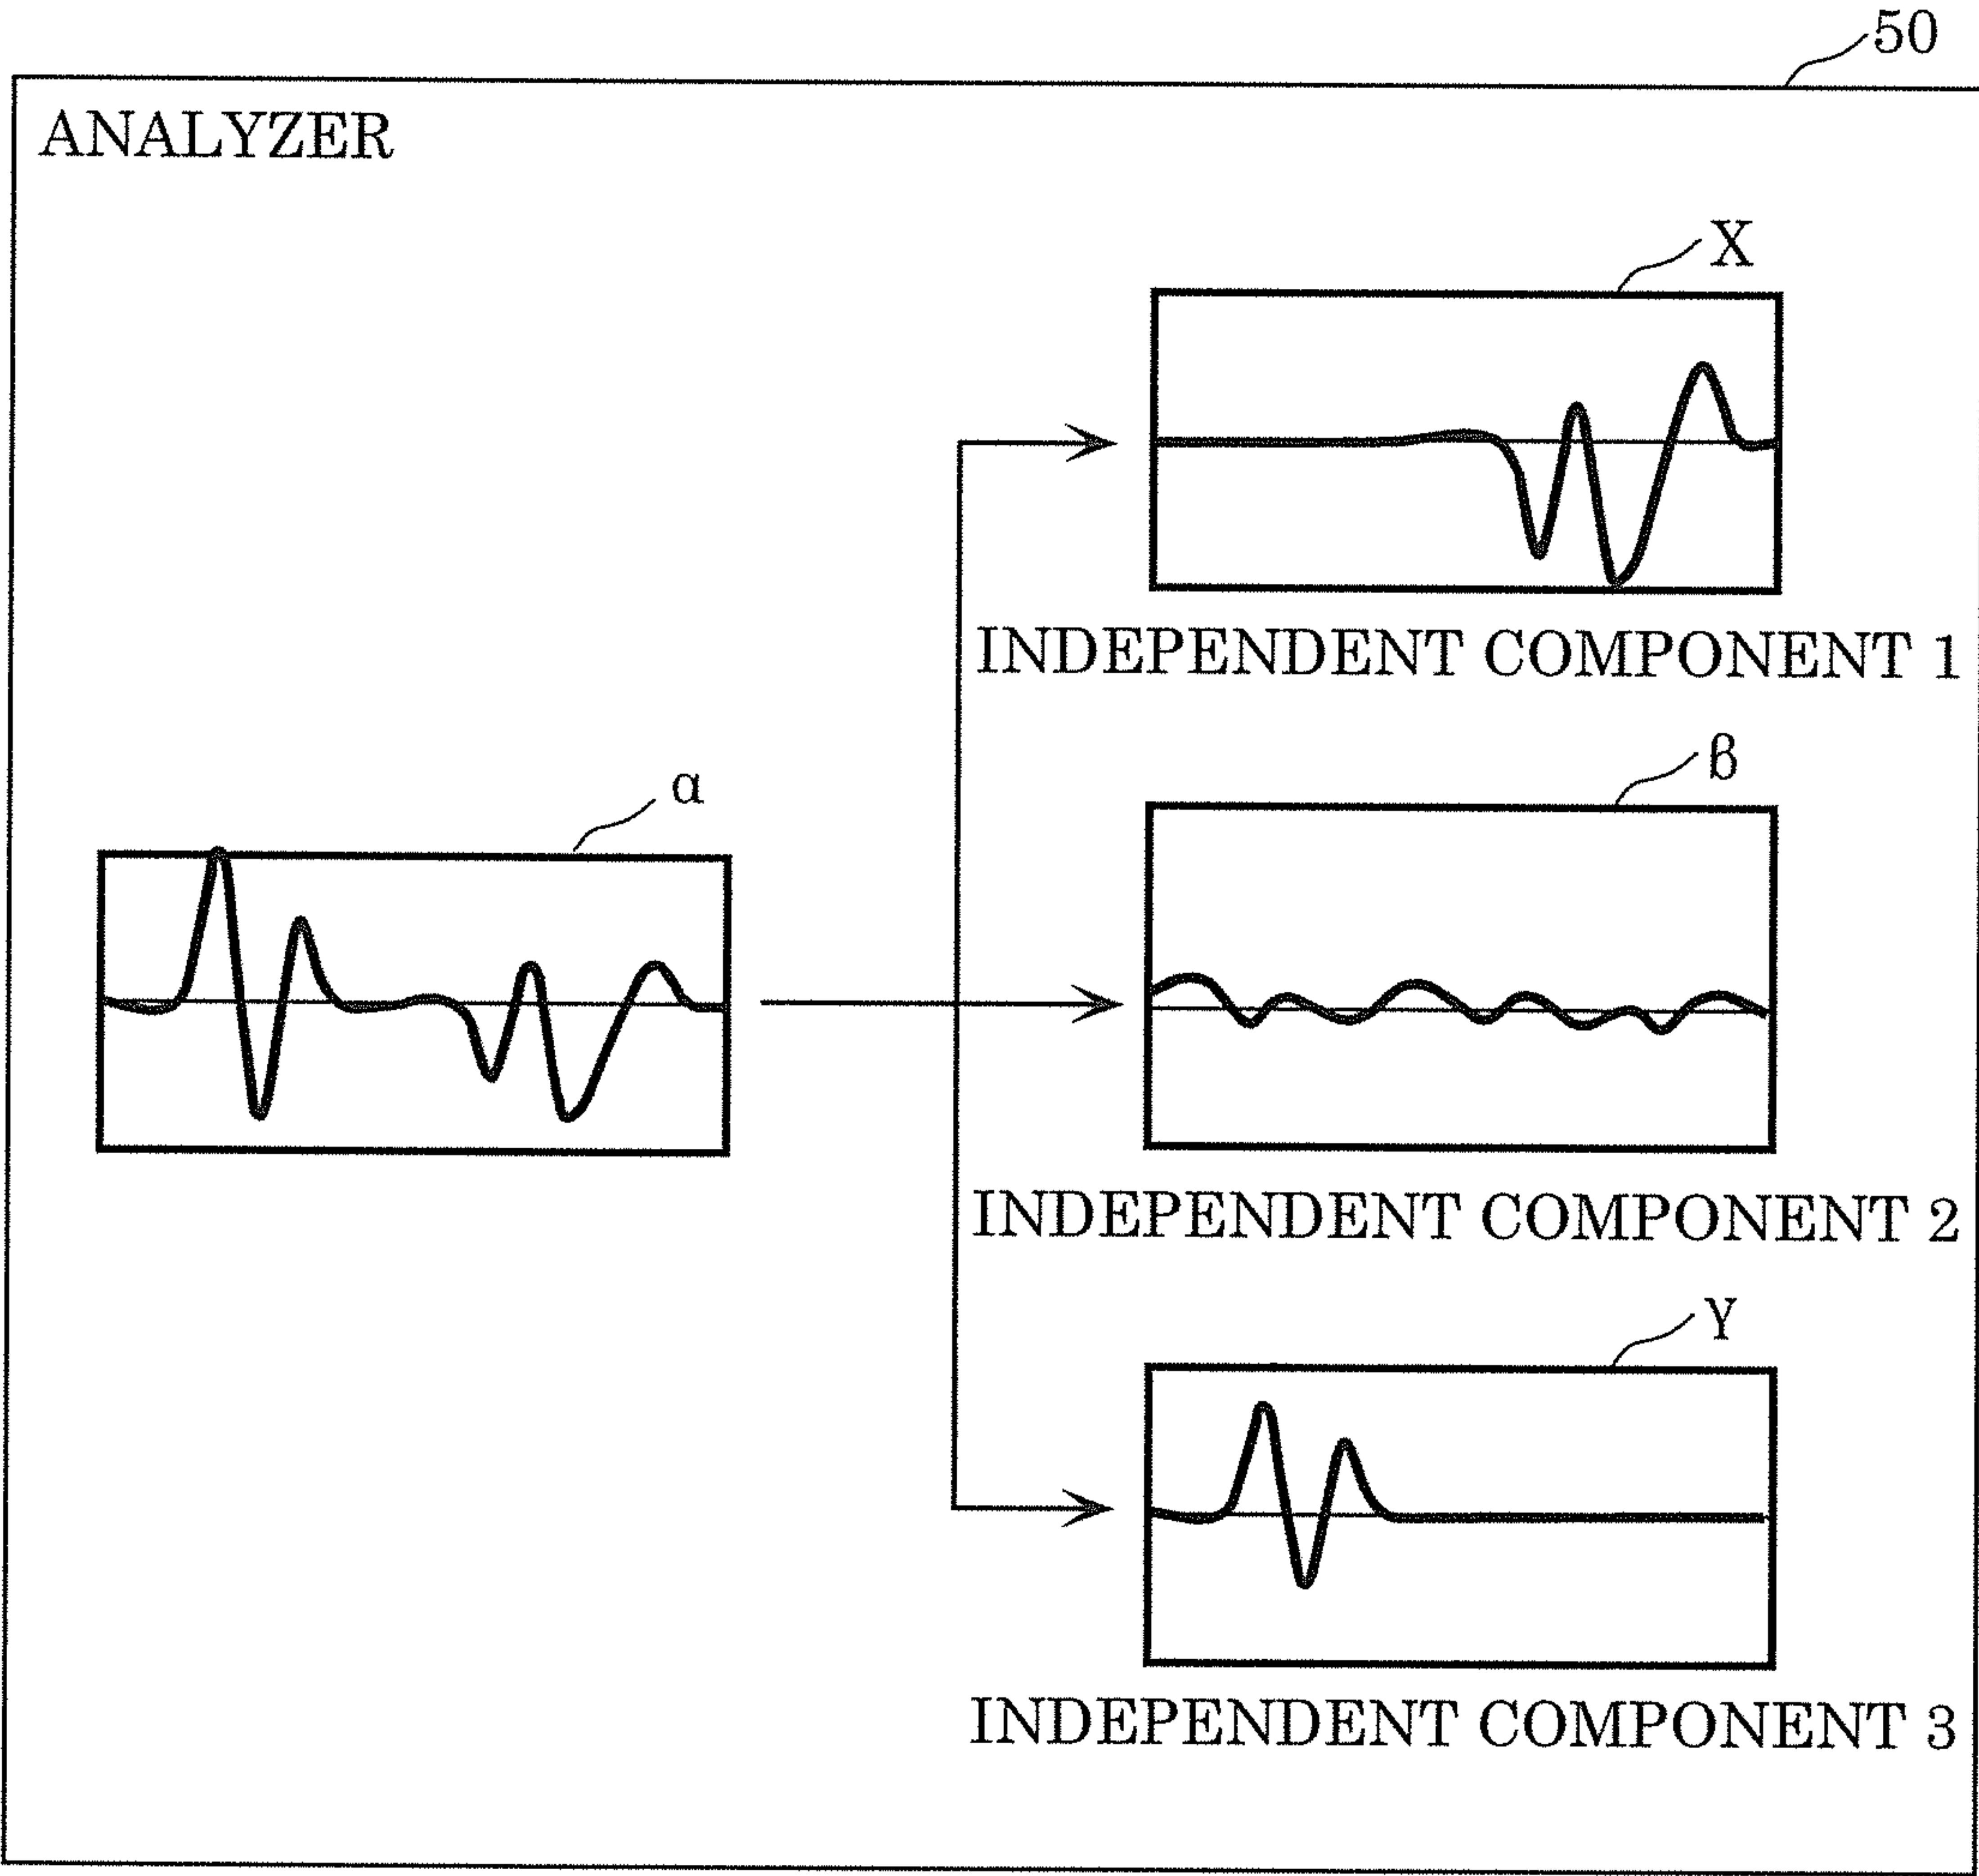 50
ANALYZER
X
INDEPENDENT COMPONENT 1
β
α
INDEPENDENT COMPONENT 2
Y
INDEPENDENT COMPONENT 3